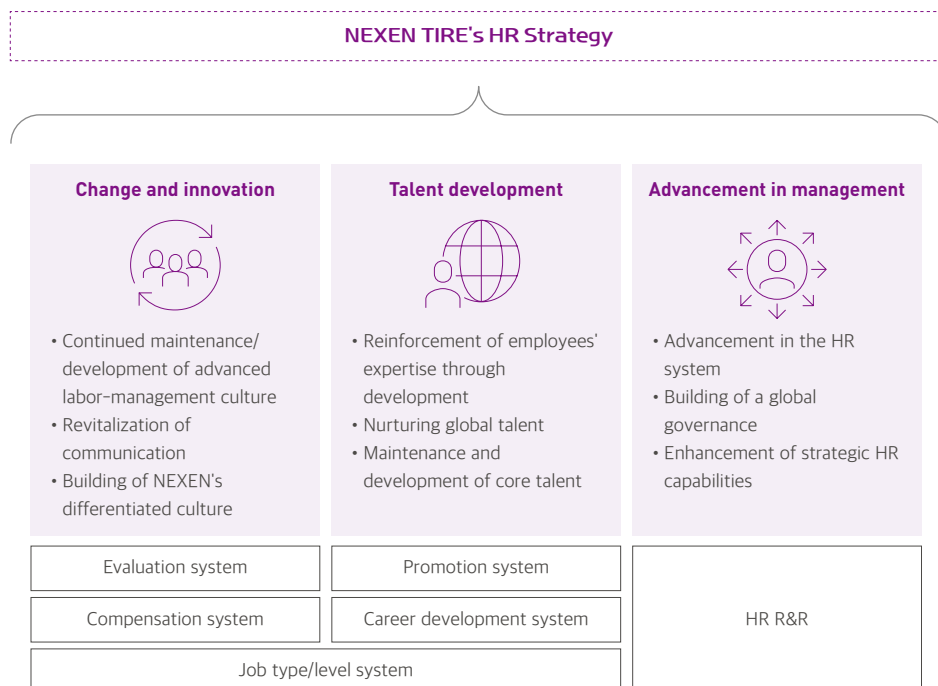 NEXEN TIRE's HR Strategy
Change and innovation
• Continued maintenance/
development of advanced
labor-management culture
• Revitalization of
communication
• Building of NEXEN's
differentiated culture
Talent development
• Reinforcement of employees'
expertise through
development
• Nurturing global talent
• Maintenance and
development of core talent
Advancement in management
• Advancement in the HR
system
• Building of a global
governance
• Enhancement of strategic HR
capabilities
Evaluation system
Promotion system
Compensation system
Career development system
HR R&R
Job type/level system